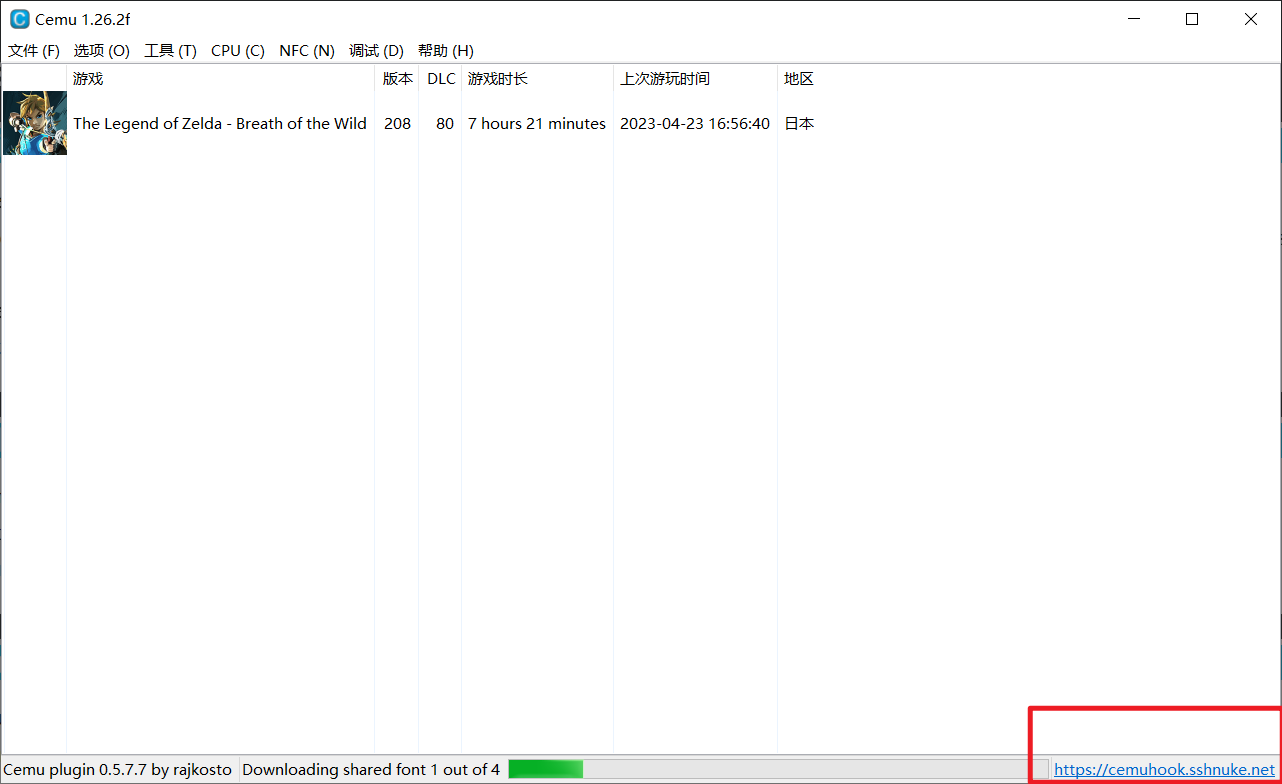 Cemu 1.26.2f
文件 (F) 选项 (O) 工具 (T) CPU (C) NFC (N) 调试 (D) 帮助 (H)
游戏 版本 DLC 游戏时长 上次游玩时间 地区
The Legend of Zelda - Breath of the Wild 208 80 7 hours 21 minutes 2023-04-23 16:56:40 日本
Cemu plugin 0.5.7.7 by rajkosto Downloading shared font 1 out of 4 https://cemuhook.sshnuke.net